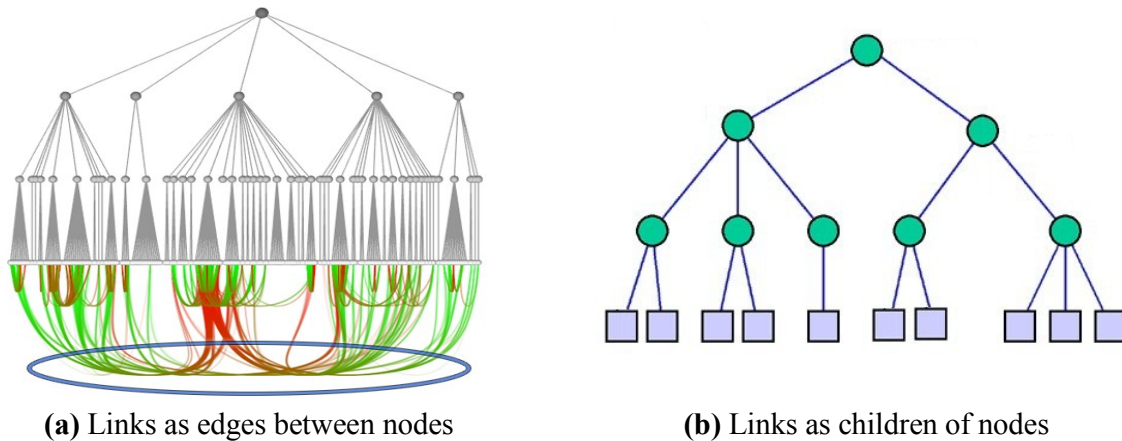 (a) Links as edges between nodes
(b) Links as children of nodes